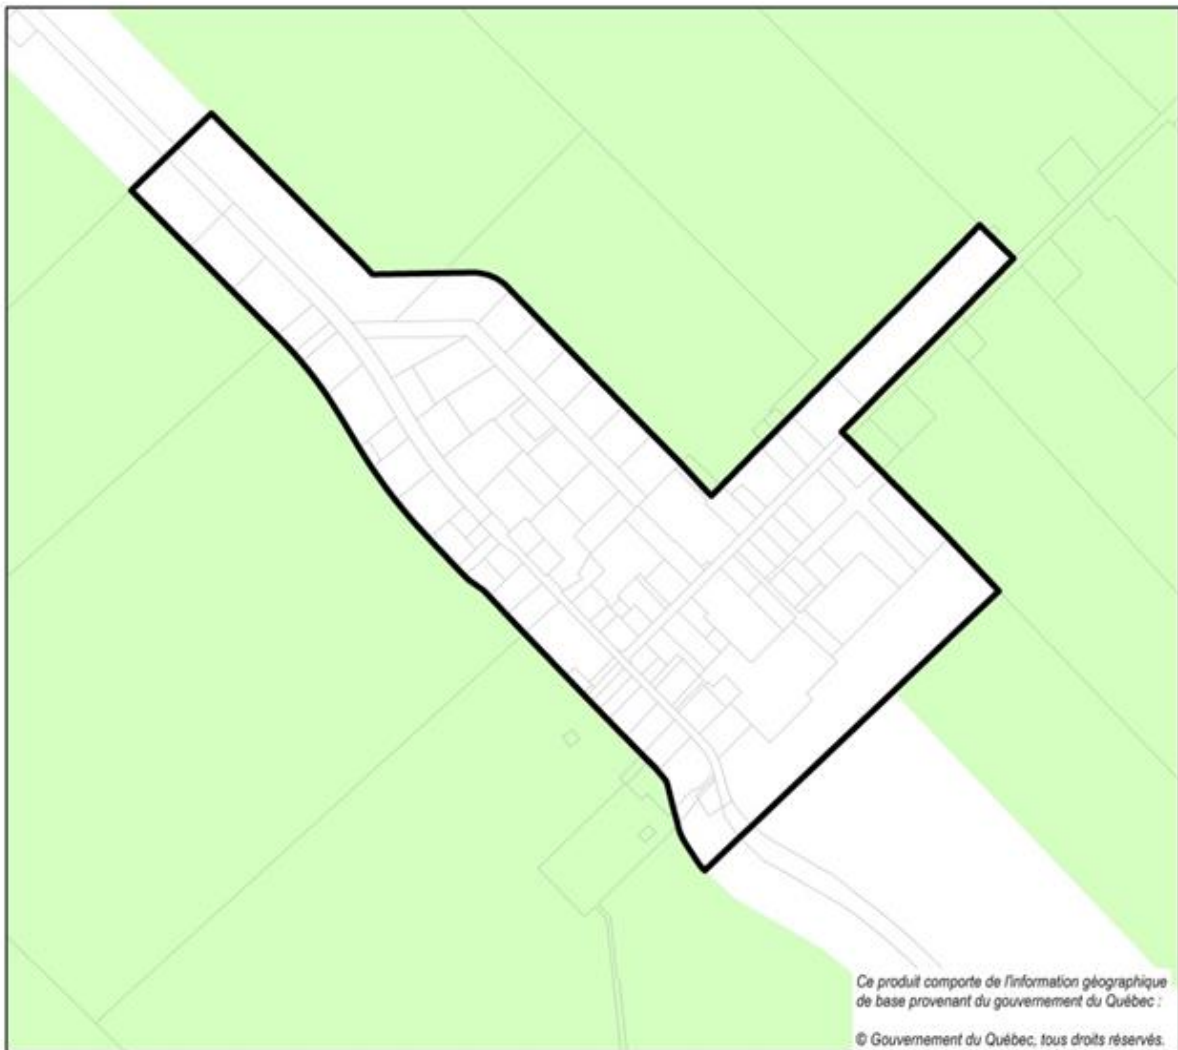 Ce produit comporte de l'information géographique
de base provenant du gouvernement du Québec :
© Gouvernement du Québec, tous droits réservés.